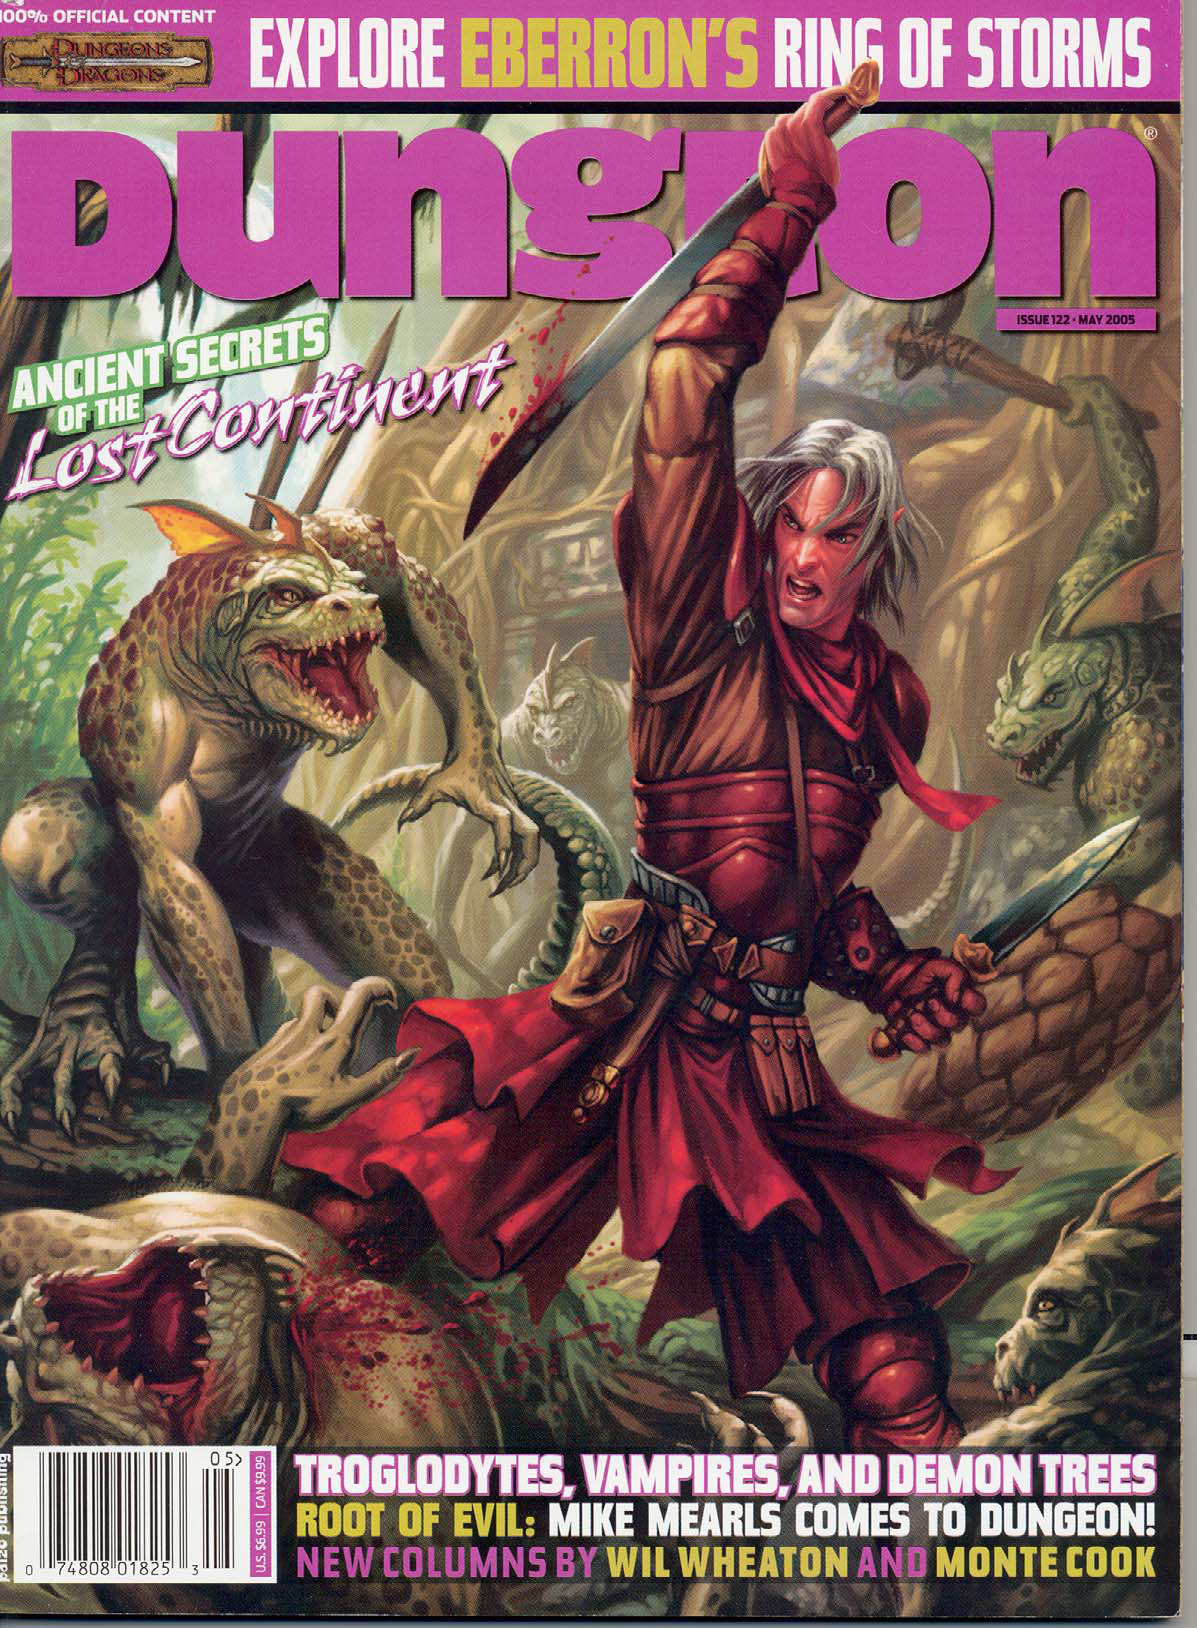 100% OFFICIAL CONTENT
DUNGEONS
DRAGONS
EXPLORE EBERRON'S RING OF STORMS
Dungeon®
ISSUE 122 • MAY 2005
ANCIENT SECRETS
OF THE
Lost Continent
TROGLODYTES, VAMPIRES, AND DEMON TREES
ROOT OF EVIL: MIKE MEARLS COMES TO DUNGEON!
NEW COLUMNS BY WIL WHEATON AND MONTE COOK
paizo publishing
05>
0 74808 01825 3
U.S. $6.99 | CAN $9.99